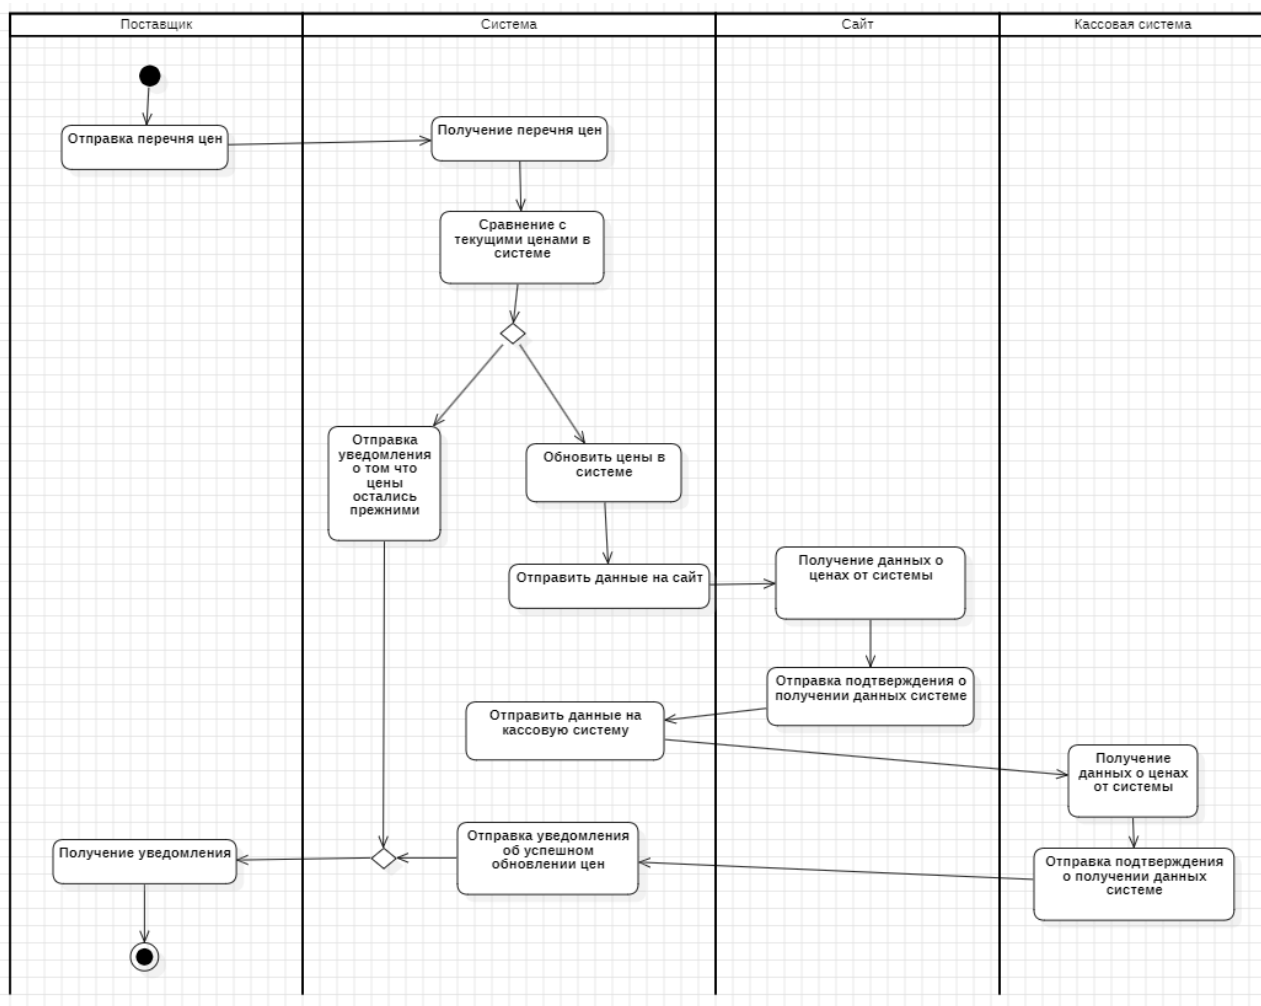 Поставщик
Система
Сайт
Кассовая система
Отправка перечня цен
Получение перечня цен
Сравнение с
текущими ценами в
системе
Отправка
уведомления
о том что
цены
остались
прежними
Обновить цены в
системе
Отправить данные на сайт
Получение данных о
ценах от системы
Отправка подтверждения о
получении данных системе
Отправить данные на
кассовую систему
Получение
данных о ценах
от системы
Отправка подтверждения
о получении данных
системе
Отправка уведомления
об успешном
обновлении цен
Получение уведомления